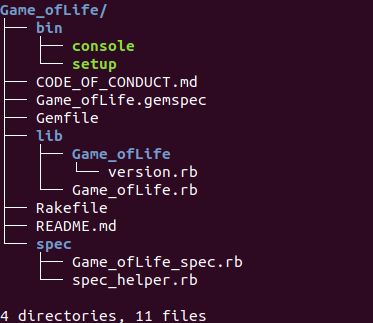 Game_ofLife/
├── bin
│   ├── console
│   └── setup
├── CODE_OF_CONDUCT.md
├── Game_ofLife.gemspec
├── Gemfile
├── lib
│   ├── Game_ofLife
│   │   └── version.rb
│   └── Game_ofLife.rb
├── Rakefile
├── README.md
└── spec
    ├── Game_ofLife_spec.rb
    └── spec_helper.rb
4 directories, 11 files